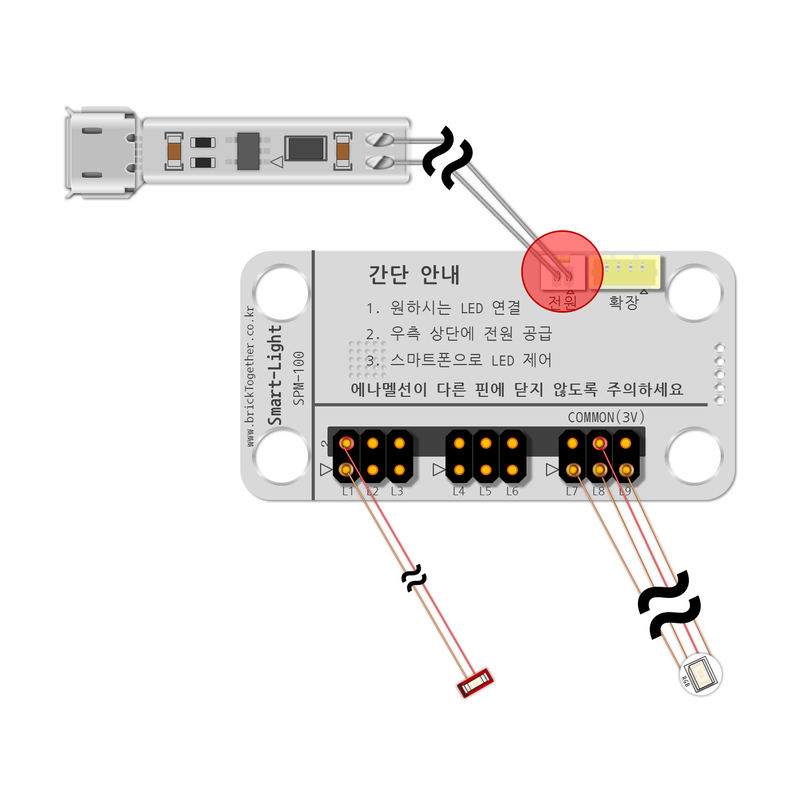 간단 안내
1. 원하시는 LED 연결
2. 우측 상단에 전원 공급
3. 스마트폰으로 LED 제어
에나멜선이 다른 핀에 닫지 않도록 주의하세요
전원
확장
www.brickTogether.co.kr
Smart-Light
SPM-100
COMMON(3V)
2
L1 L2 L3
L4 L5 L6
L7 L8 L9
RGB